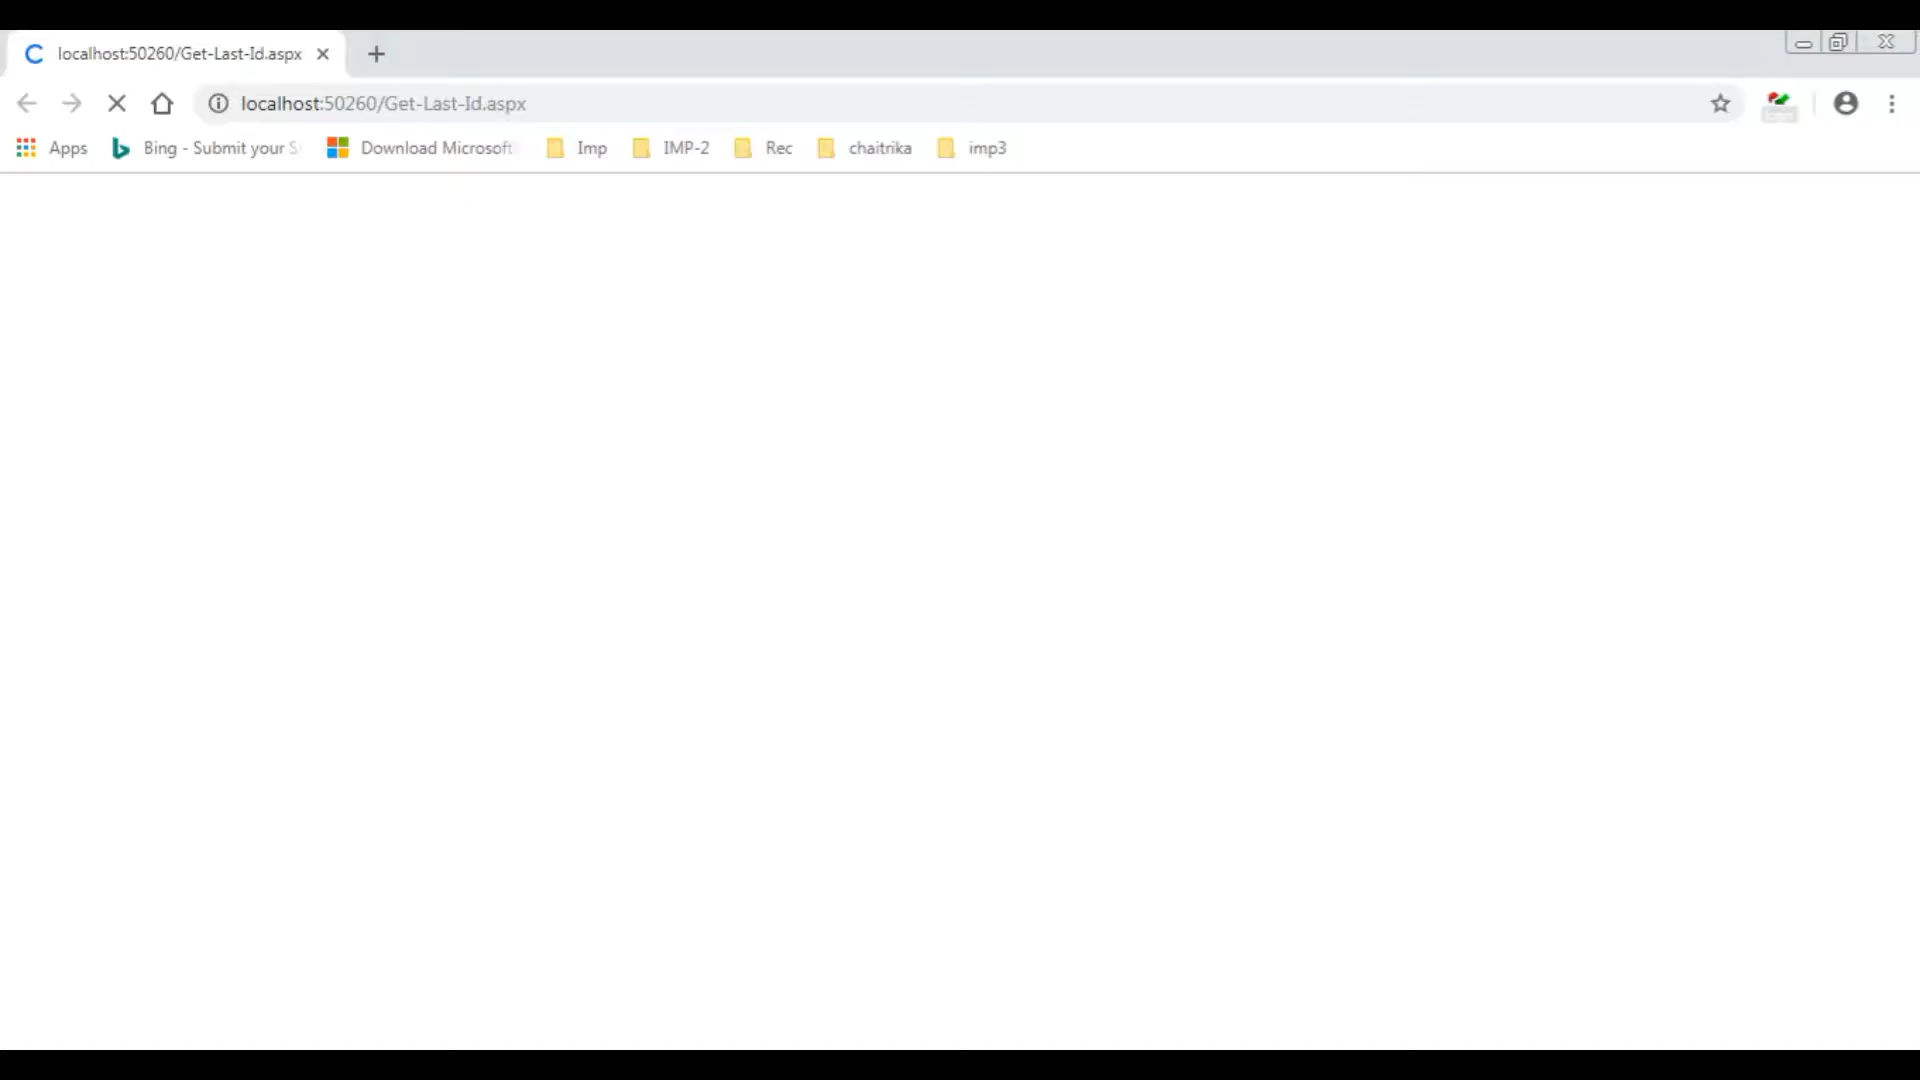 localhost:50260/Get-Last-Id.aspx
localhost:50260/Get-Last-Id.aspx
Apps Bing - Submit your S Download Microsoft Imp IMP-2 Rec chaitrika imp3